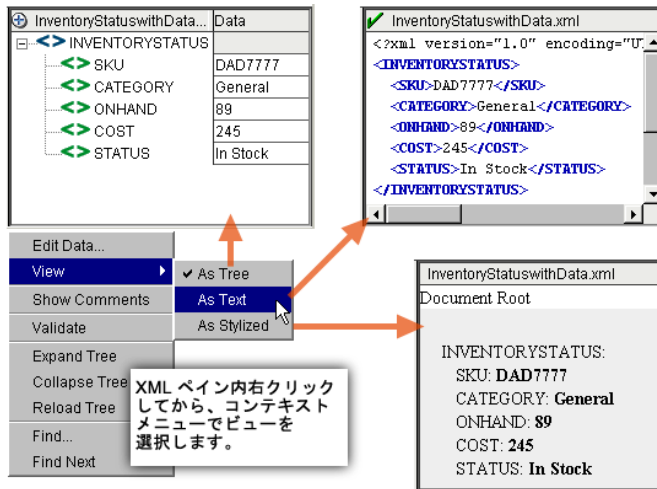 InventoryStatuswithData... Data
INVENTORYSTATUS
SKU DAD7777
CATEGORY General
ONHAND 89
COST 245
STATUS In Stock
InventoryStatuswithData.xml
<?xml version="1.0" encoding="U
<INVENTORYSTATUS>
<SKU>DAD7777</SKU>
<CATEGORY>General</CATEGORY>
<ONHAND>89</ONHAND>
<COST>245</COST>
<STATUS>In Stock</STATUS>
</INVENTORYSTATUS>
Edit Data...
View
Show Comments
Validate
Expand Tree
Collapse Tree
Reload Tree
Find...
Find Next
As Tree
As Text
As Stylized
XML ペイン内右クリック
してから、コンテキスト
メニューでビューを
選択します。
InventoryStatuswithData.xml
Document Root
INVENTORYSTATUS:
SKU: DAD7777
CATEGORY: General
ONHAND: 89
COST: 245
STATUS: In Stock